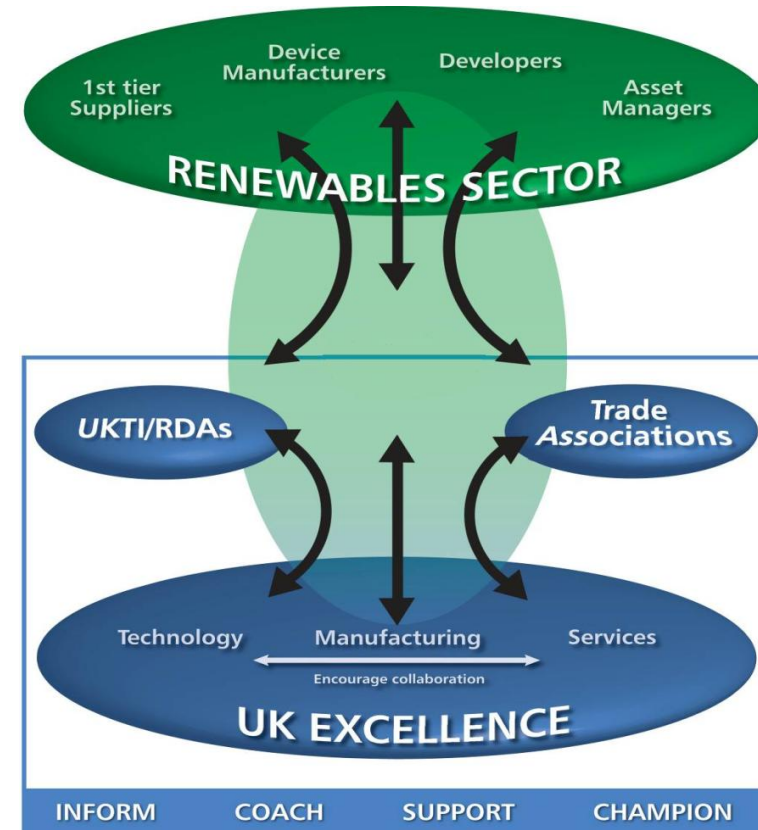 1st tier
Suppliers
Device
Manufacturers
Developers
Asset
Managers
RENEWABLES SECTOR
UKTI/RDAs
Trade
Associations
Technology
Manufacturing
Services
Encourage collaboration
UK EXCELLENCE
INFORM COACH SUPPORT CHAMPION